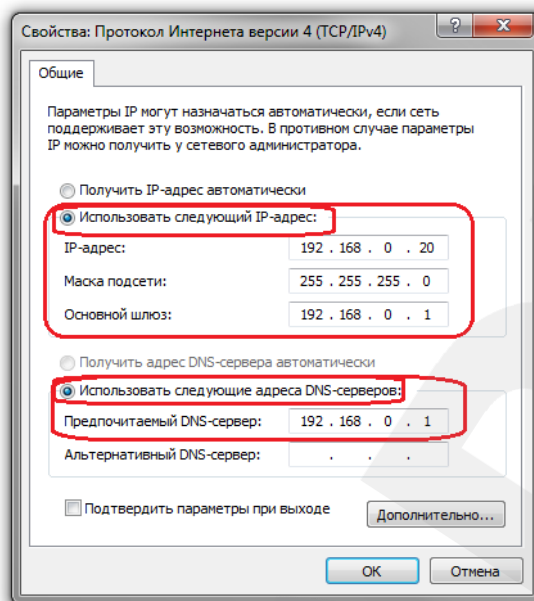 Свойства: Протокол Интернета версии 4 (TCP/IPv4)
Общие
Параметры IP могут назначаться автоматически, если сеть
поддерживает эту возможность. В противном случае параметры
IP можно получить у сетевого администратора.
Получить IP-адрес автоматически
Использовать следующий IP-адрес:
IP-адрес: 192 . 168 . 0 . 20
Маска подсети: 255 . 255 . 255 . 0
Основной шлюз: 192 . 168 . 0 . 1
Получить адрес DNS-сервера автоматически
Использовать следующие адреса DNS-серверов:
Предпочитаемый DNS-сервер: 192 . 168 . 0 . 1
Альтернативный DNS-сервер: . . .
Подтвердить параметры при выходе
Дополнительно...
ОК Отмена